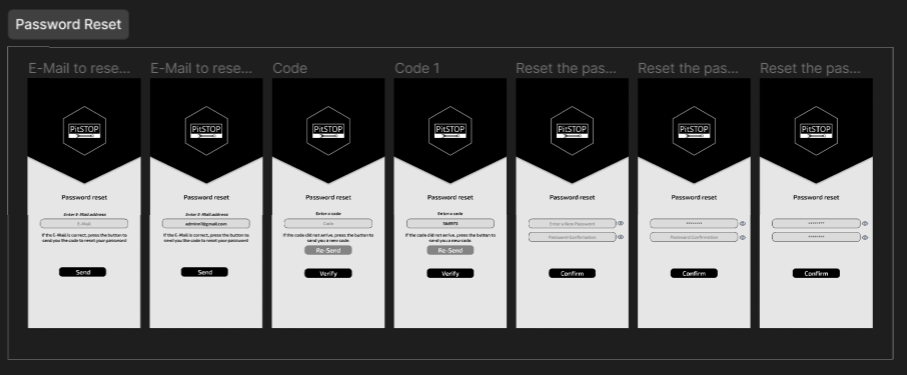 Password Reset
E-Mail to rese...
E-Mail to rese...
Code
Code 1
Reset the pas...
Reset the pas...
Reset the pas...
PitSTOP
PitSTOP
PitSTOP
PitSTOP
PitSTOP
PitSTOP
PitSTOP
Password reset
Enter E-Mail address
E-Mail
If the E-Mail is correct, press the button to
send you the code to reset your password
Send
Password reset
Enter E-Mail address
If the E-Mail is correct, press the button to
send you the code to reset your password
Send
Password reset
Enter a code
Code
If the code did not arrive, press the button to
send you a new code
Re-Send
Verify
Password reset
Enter a code
If the code did not arrive, press the button to
send you a new code
Re-Send
Verify
Password reset
Enter a New Password
Password Confirmation
Confirm
Password reset
********
Password Confirmation
Confirm
Password reset
********
********
Confirm